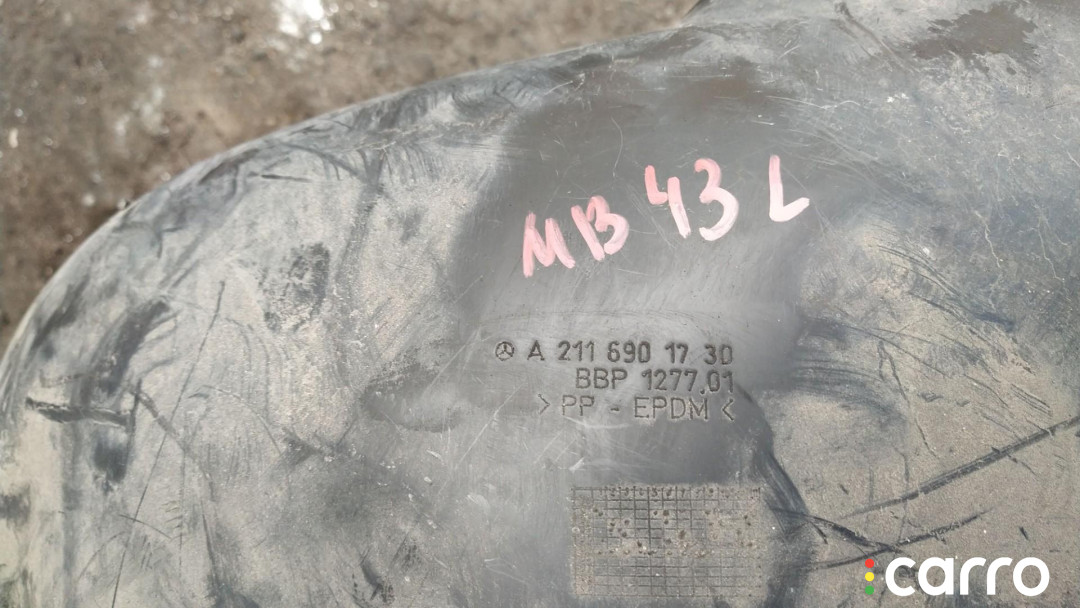 MB 43 L
A 211 690 17 30
BBP 1277.01
>PP - EPDM<
carro